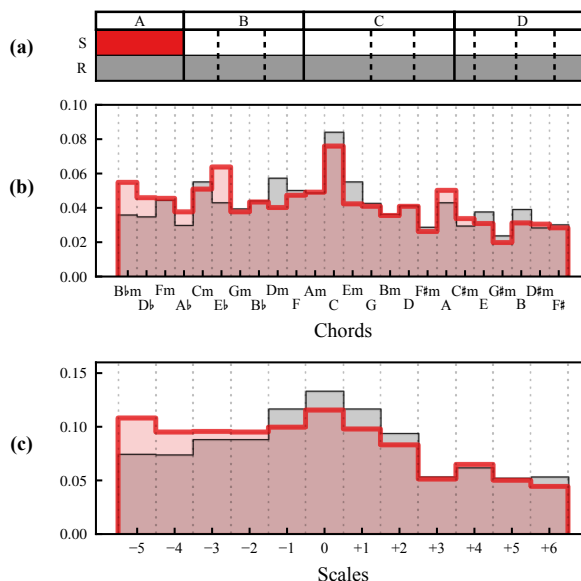 A B C D
(a) S
R
(b)
0.10
0.08
0.06
0.04
0.02
0.00
B♭m Fm Cm Gm Dm Am Em Bm F♯m C♯m G♯m D♯m
D♭ A♭ E♭ B♭ F C G D A E B F♯
Chords
(c)
0.15
0.10
0.05
0.00
−5 −4 −3 −2 −1 0 +1 +2 +3 +4 +5 +6
Scales